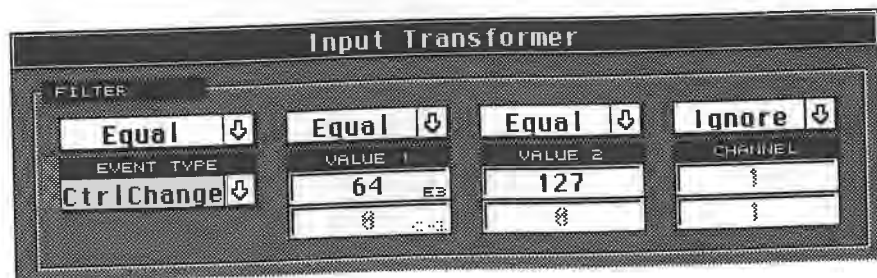 Input Transformer
FILTER
Equal Equal Equal Ignore
EVENT TYPE VALUE 1 VALUE 2 CHANNEL
CtrlChange 64 E3 127 1
0 C-2 0 1